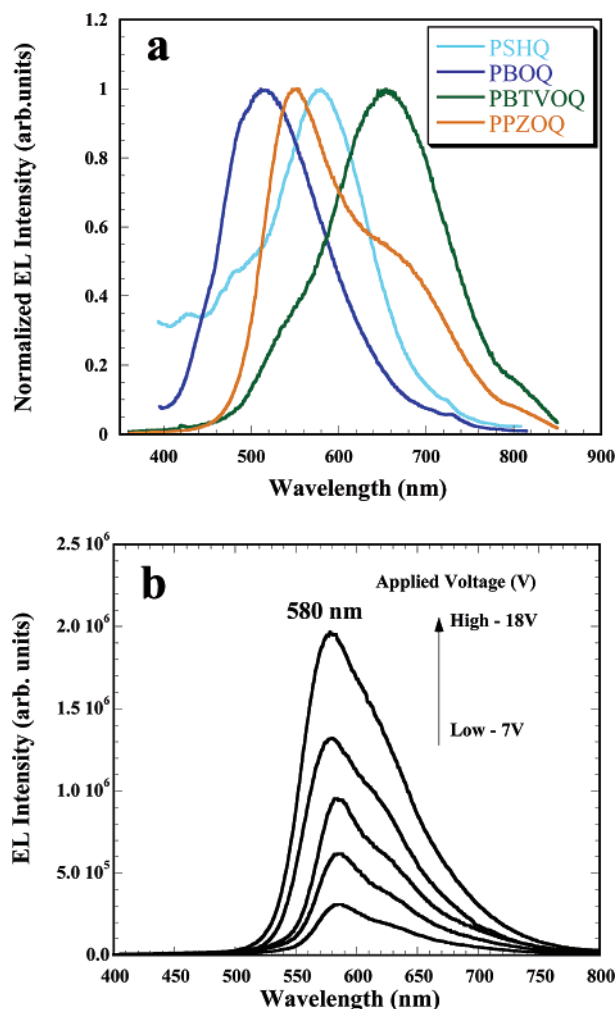 a
PSHQ
PBOQ
PBTVOQ
PPZOQ
Normalized EL Intensity (arb.units)
1.2
1
0.8
0.6
0.4
0.2
0
400 500 600 700 800 900
Wavelength (nm)
b
580 nm
Applied Voltage (V)
High - 18V
Low - 7V
EL Intensity (arb. units)
2.5 10⁶
2.0 10⁶
1.5 10⁶
1.0 10⁶
5.0 10⁵
0.0
400 450 500 550 600 650 700 750 800
Wavelength (nm)